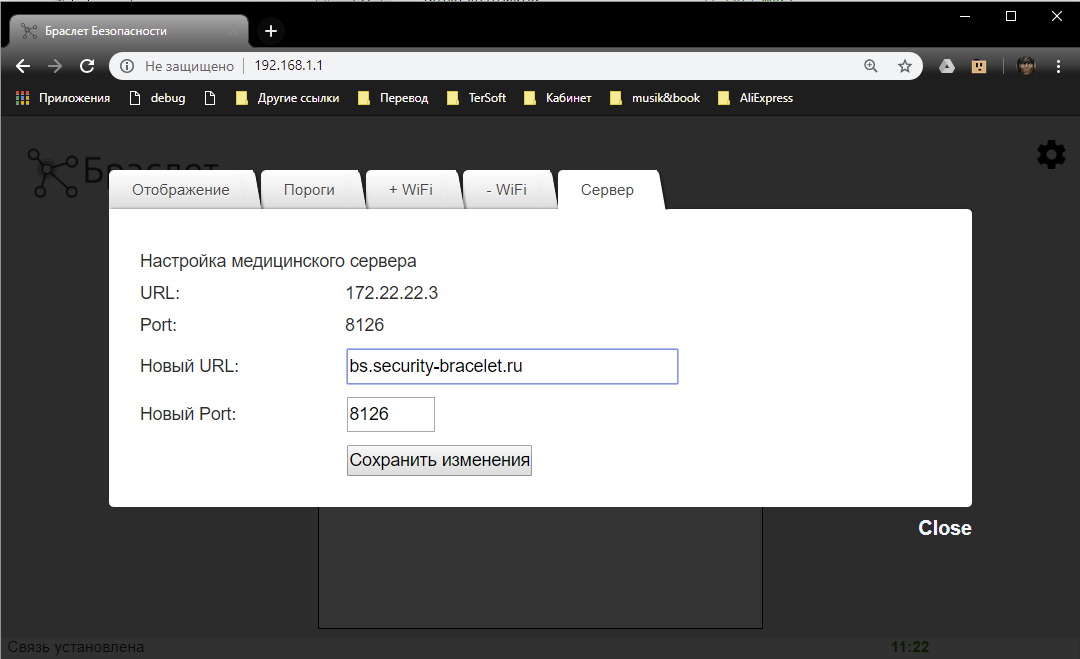 Браслет Безопасности
Не защищено 192.168.1.1
Приложения debug Другие ссылки Перевод TerSoft Кабинет musik&book AliExpress
Браслет
Отображение Пороги + WiFi - WiFi Сервер
Настройка медицинского сервера
URL: 172.22.22.3
Port: 8126
Новый URL: bs.security-bracelet.ru
Новый Port: 8126
Сохранить изменения
Close
Связь установлена 11:22